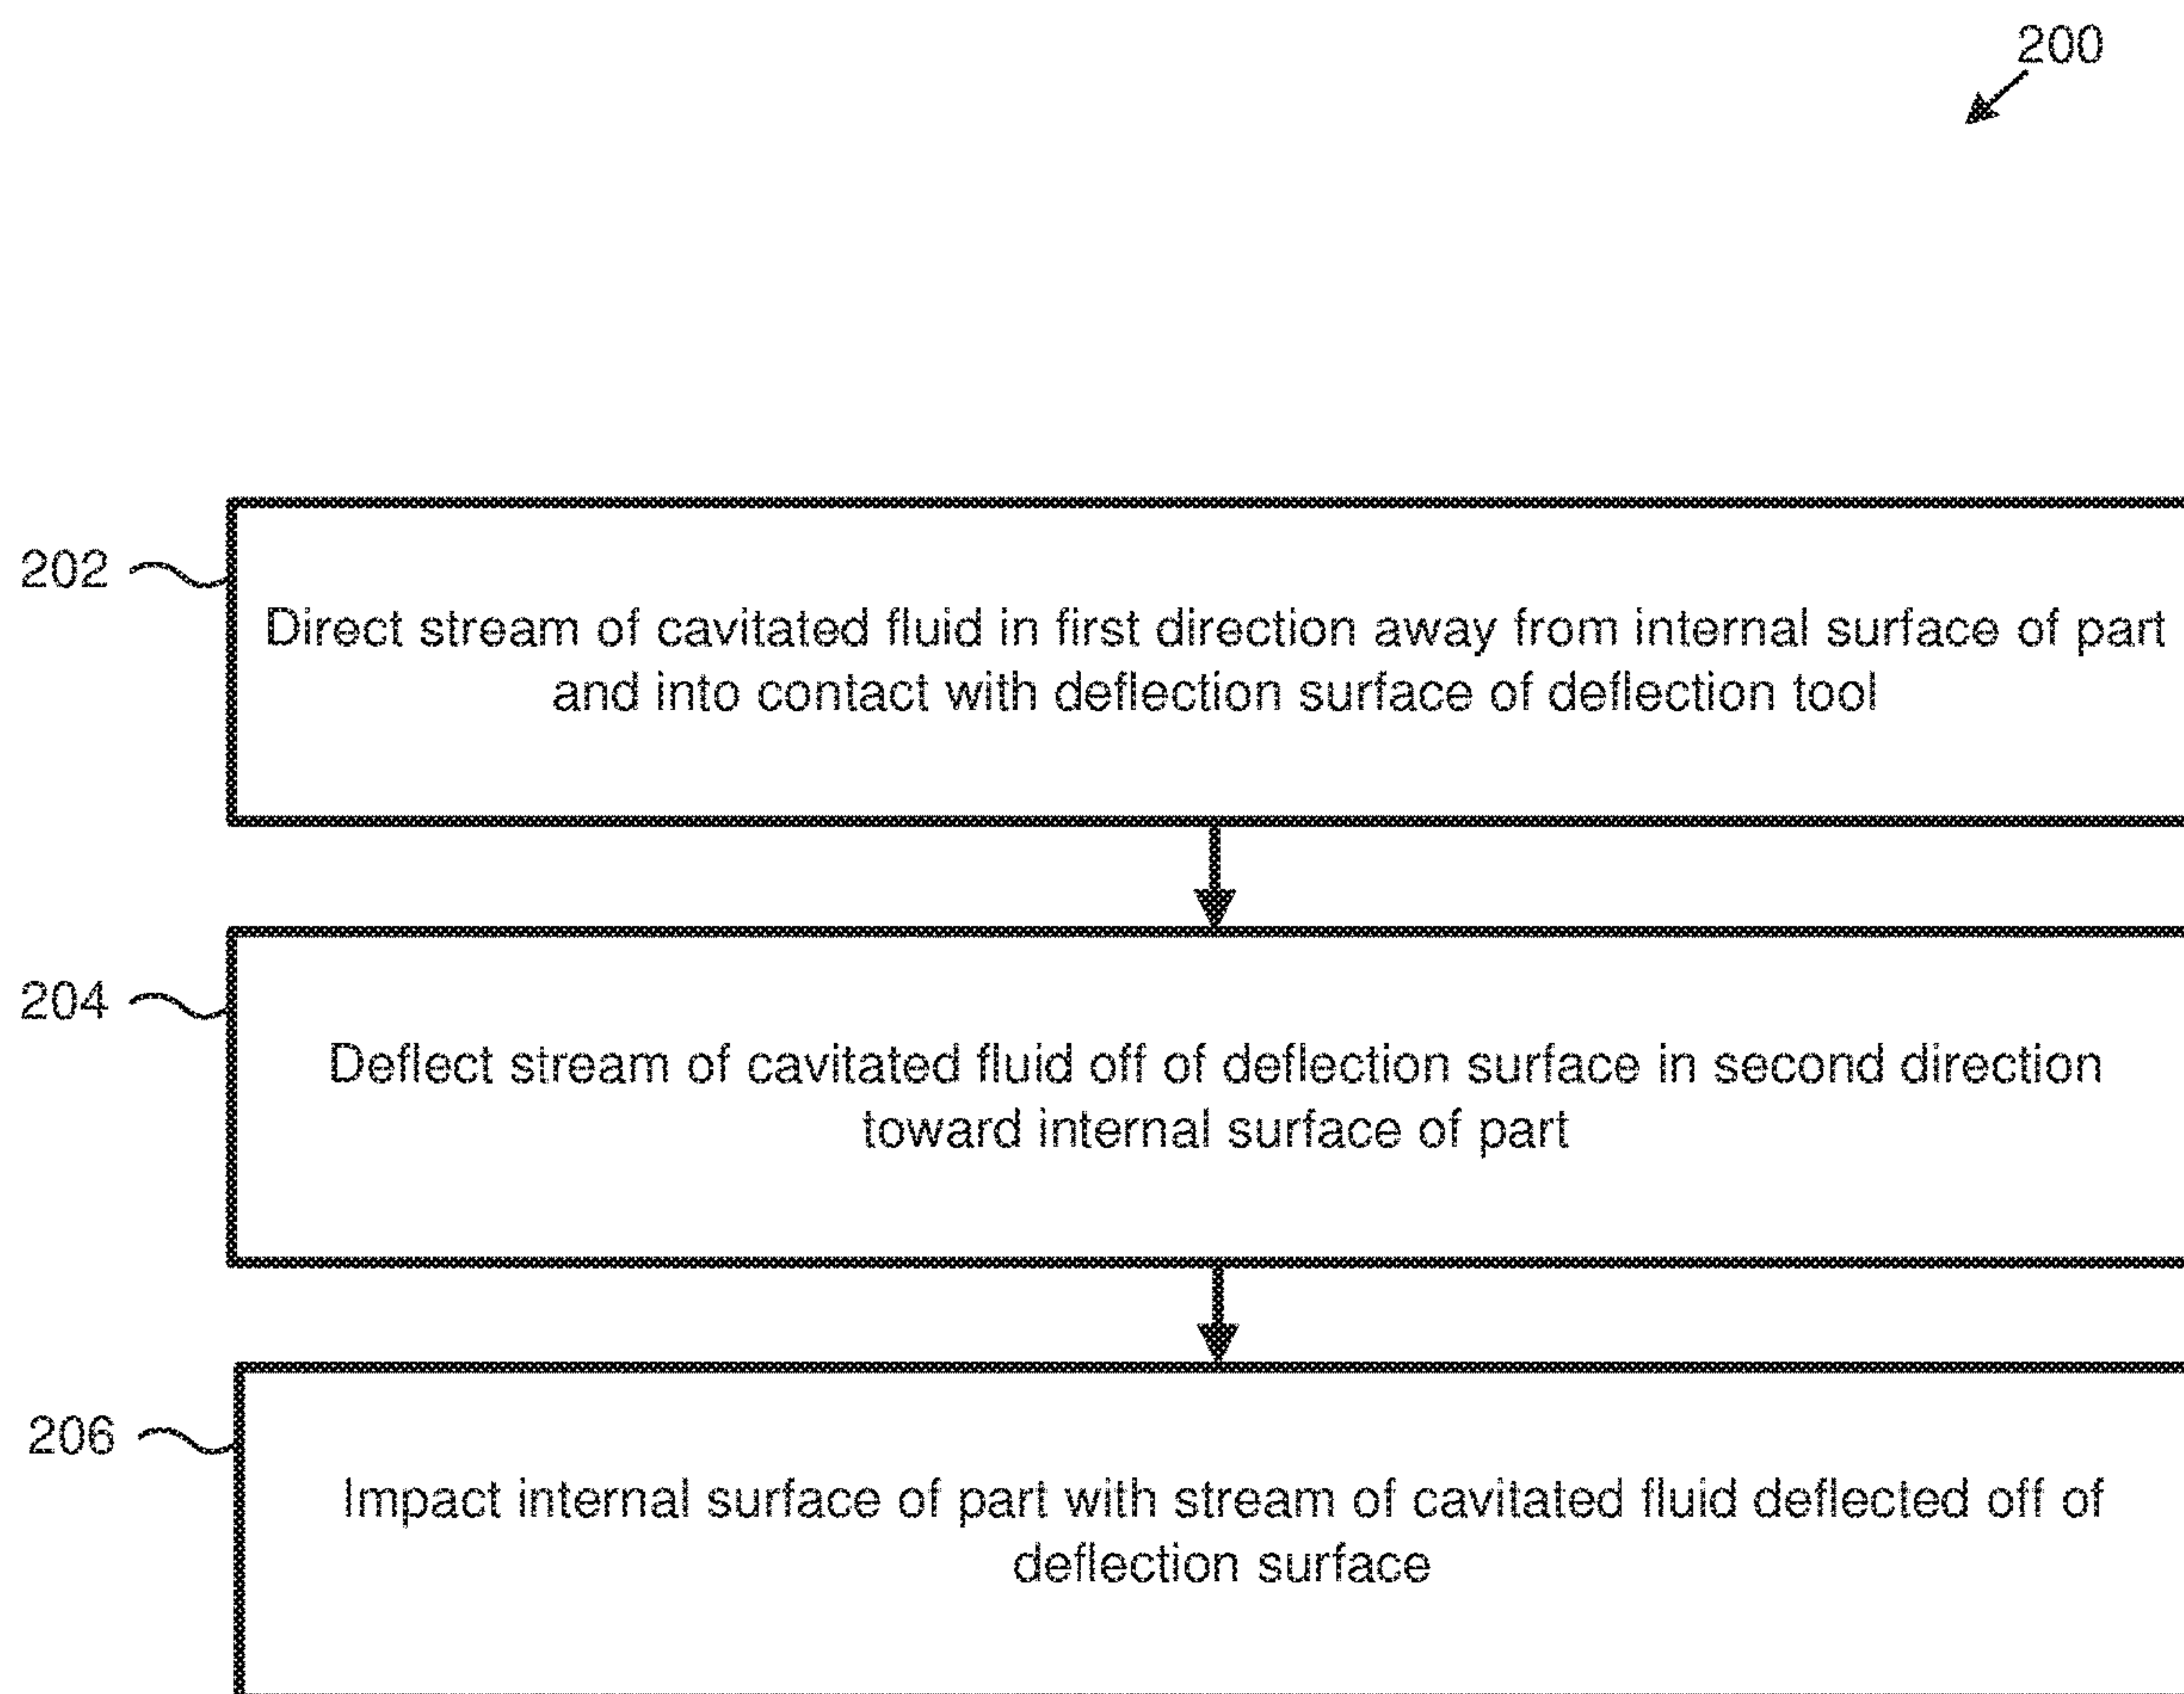 200
202
Direct stream of cavitated fluid in first direction away from internal surface of part
and into contact with deflection surface of deflection tool
204
Deflect stream of cavitated fluid off of deflection surface in second direction
toward internal surface of part
206
Impact internal surface of part with stream of cavitated fluid deflected off of
deflection surface